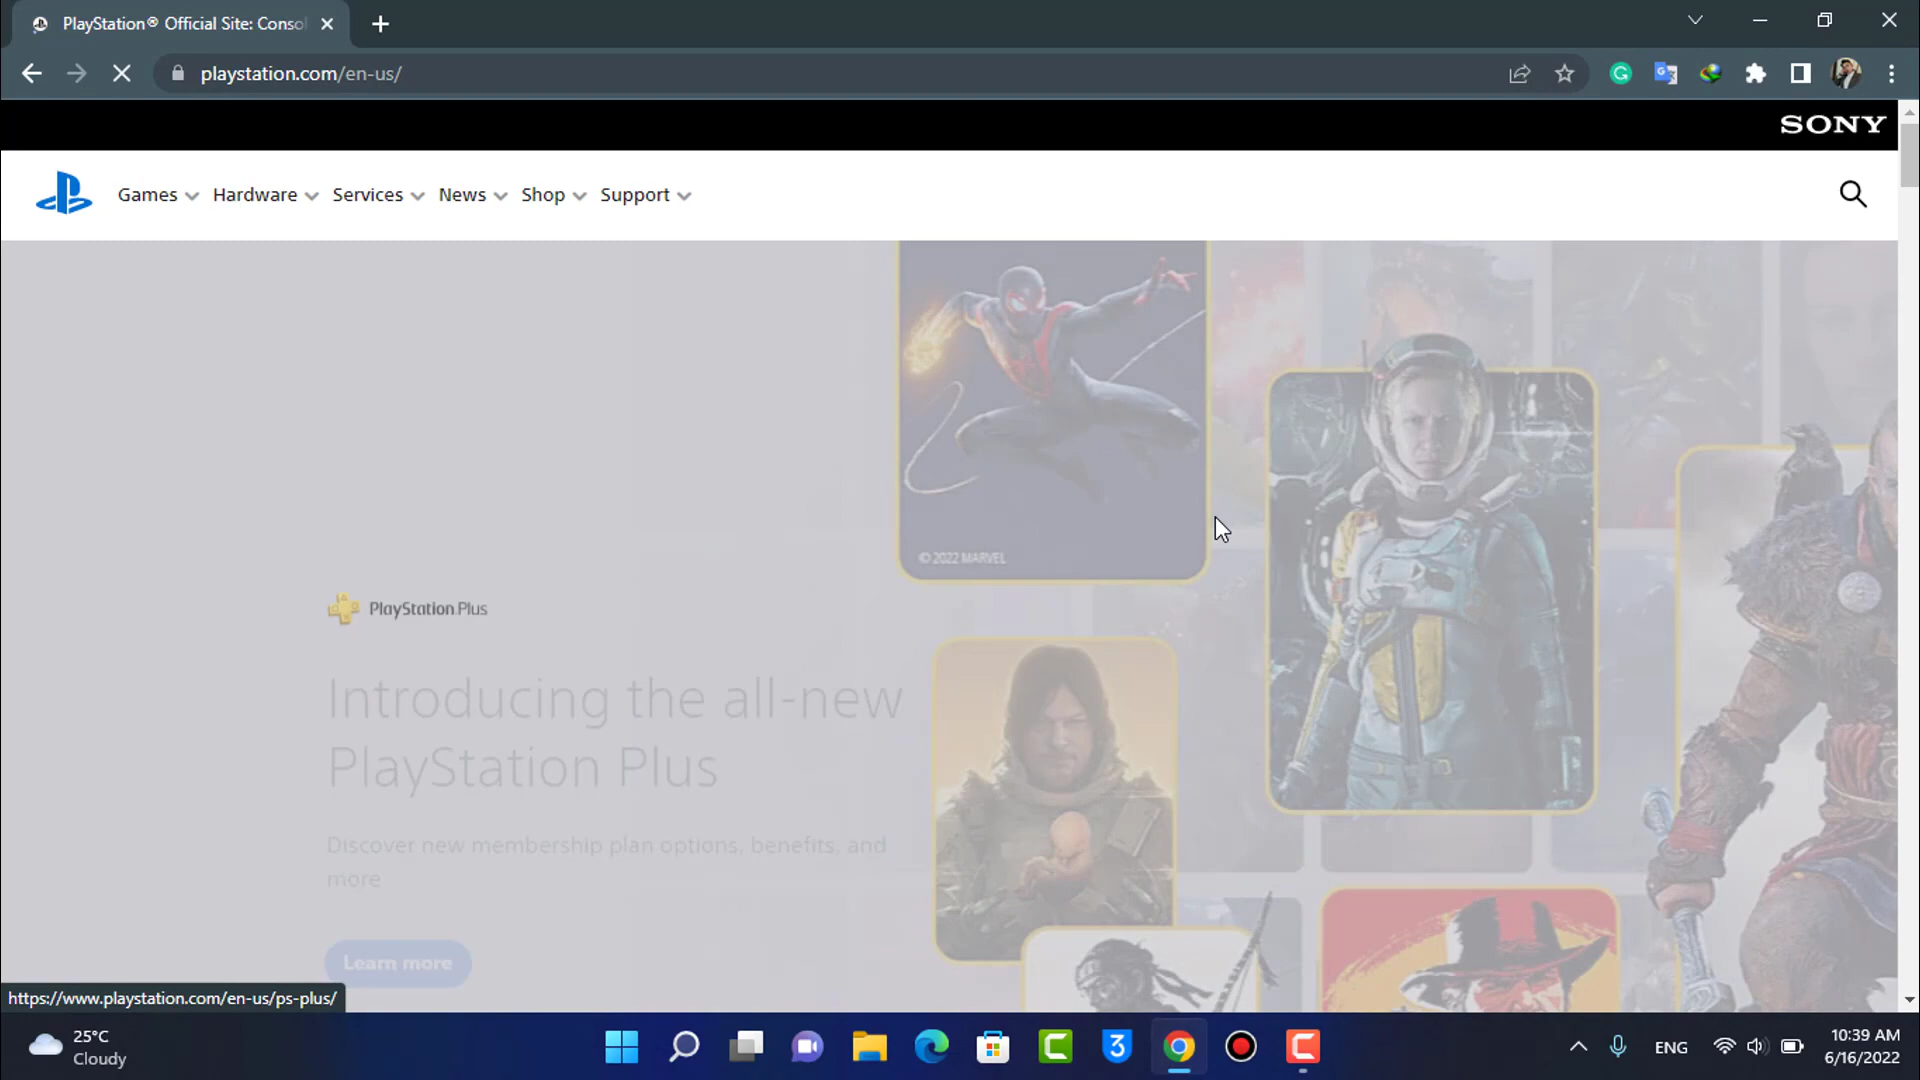 PlayStation® Official Site: Conso
playstation.com/en-us/
SONY
Games Hardware Services News Shop Support
© 2022 MARVEL
PlayStation.Plus
Introducing the all-new
PlayStation Plus
Discover new membership plan options, benefits, and
more
Learn more
https://www.playstation.com/en-us/ps-plus/
25°C
Cloudy
ENG
10:39 AM
6/16/2022